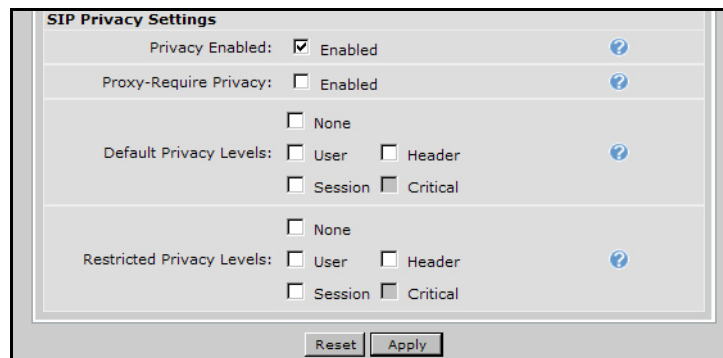 SIP Privacy Settings
Privacy Enabled: Enabled ?
Proxy-Require Privacy: Enabled ?
None
Default Privacy Levels: User Header ?
Session Critical
None
Restricted Privacy Levels: User Header ?
Session Critical
Reset Apply